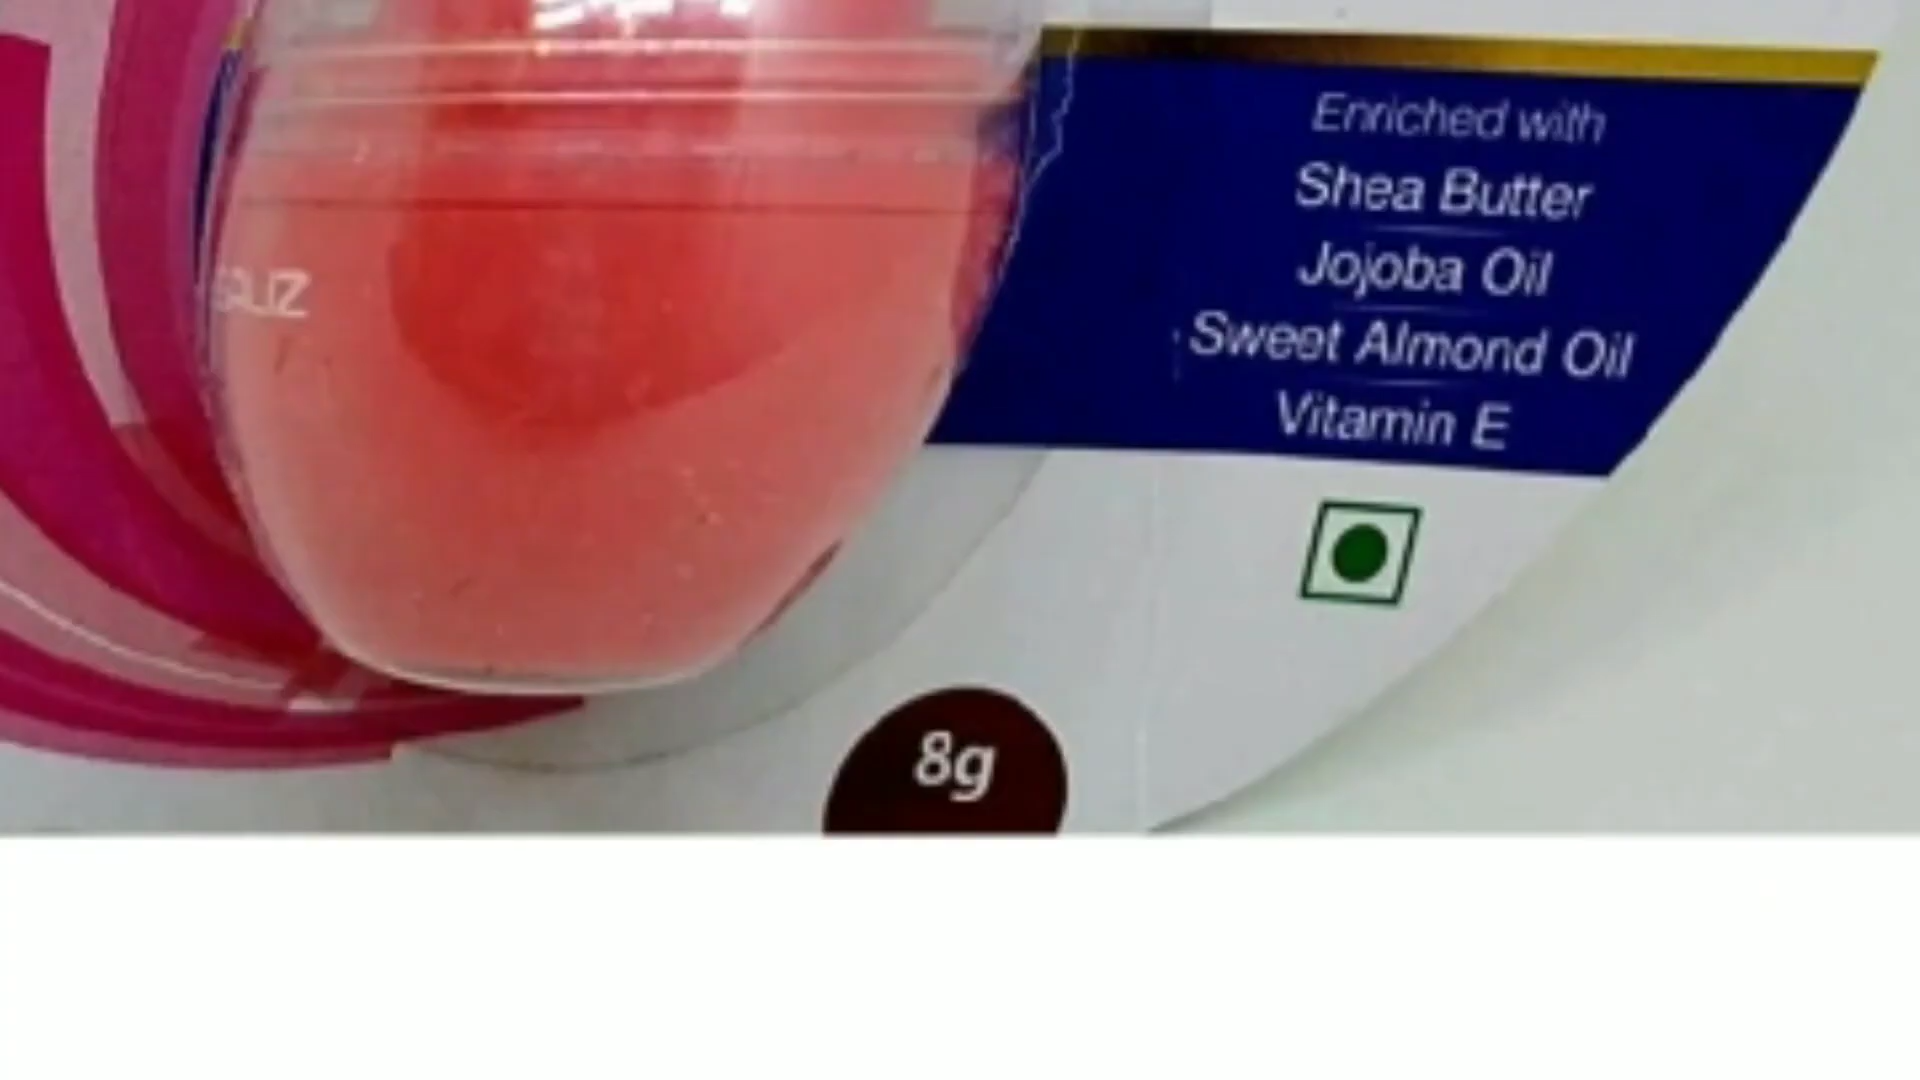 Enriched with
Shea Butter
Jojoba Oil
Sweet Almond Oil
Vitamin E
8g